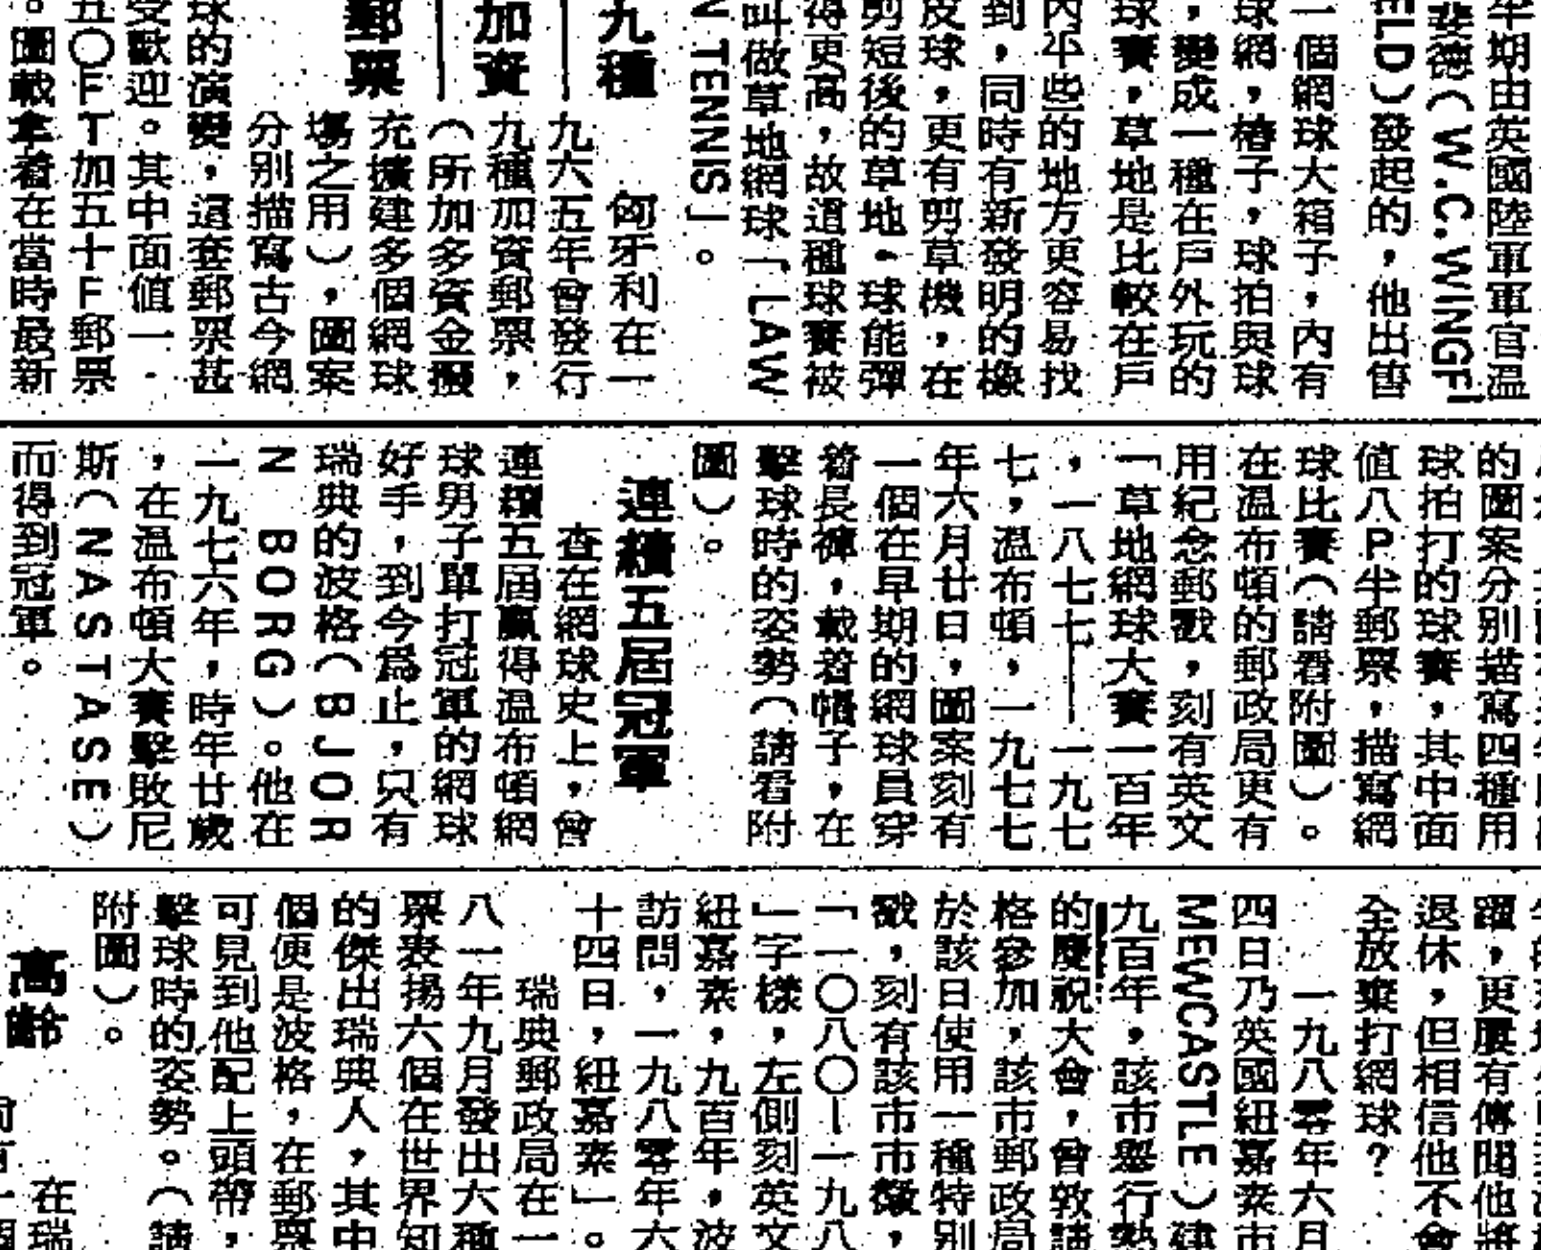 年期由英國陸軍軍官温
斐德(W.C.WINGFI
ELD)發起的,他出售
一個網球大箱子,內有
球網,樁子,球拍與球
,變成一種在戶外玩的
球賽,草地是比較在戶
內平些的地方更容易找
到,同時有新發明的橡
皮球,更有剪草機,在
剪短後的草地,球能彈
得更高,故這種球賽被
叫做草地網球「LAW
N TENNIS」。
九種
加資
郵票
匈牙利在一
九六五年會發行
九種加資郵票,
(所加多資金撥
充擴建多個網球
塲之用),圖案
分別描寫古今網
球的演變,這套郵票甚
受歡迎。其中面值一.
五〇FT加五十F郵票
。圖載拿着在當時最新
的圖案分別描寫四種用
球拍打的球賽,其中面
值八P半郵票,描寫網
球比賽(請看附圖)。
在温布頓的郵政局更有
用紀念郵戳,刻有英文
「草地網球大賽一百年
,一八七七——一九七
七,溫布頓,一九七七
年六月廿日,圖案刻有
一個在早期的網球員穿
着長褲,戴着帽子,在
擊球時的姿勢(請看附
圖)。
連續五屆冠軍
查在網球史上,曾
連續五屆贏得温布頓網
球男子單打冠軍的網球
好手,到今為止,只有
瑞典的波格(BJOR
N BORG)。他在
一九七六年,時年廿歲
,在溫布頓大賽擊敗尼
斯(NASTASE)
而得到冠軍。
躍,更屢有傳聞他將
退休,但相信他不會
全放棄打網球?
一九八零年六月
四日乃英國紐嘉素市
MEWCASTLE)建
九百年,該市舉行
的慶祝大會,曾敦請
格參加,該市郵政局
於該日使用一種特別
戳,刻有該市市徽,
「一〇八〇—一九八
」字樣,左側刻英文
紐嘉素,九百年,波
訪問,一九八零年六
十四日,紐嘉素」。
瑞典郵政局在一
八一年九月發出六種
票表揚六個在世界知
的傑出瑞典人,其中
個便是波格,在郵票
可見到他配上頭帶,
擊球時的姿勢。(請
附圖)。
高齡
在瑞